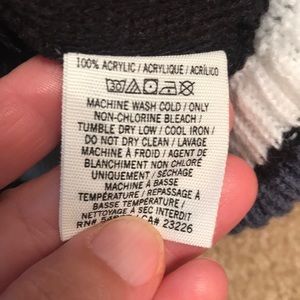 100% ACRYLIC / ACRYLIQUE / ACRÍLICO
30
MACHINE WASH COLD / ONLY
NON-CHLORINE BLEACH /
TUMBLE DRY LOW / COOL IRON /
DO NOT DRY CLEAN / LAVAGE
MACHINE À FROID / AGENT DE
BLANCHIMENT NON CHLORÉ
UNIQUEMENT / SÉCHAGE
MACHINE À BASSE
TEMPÉRATURE / REPASSAGE À
BASSE TEMPÉRATURE /
NETTOYAGE À SEC INTERDIT
RN# CA# 23226